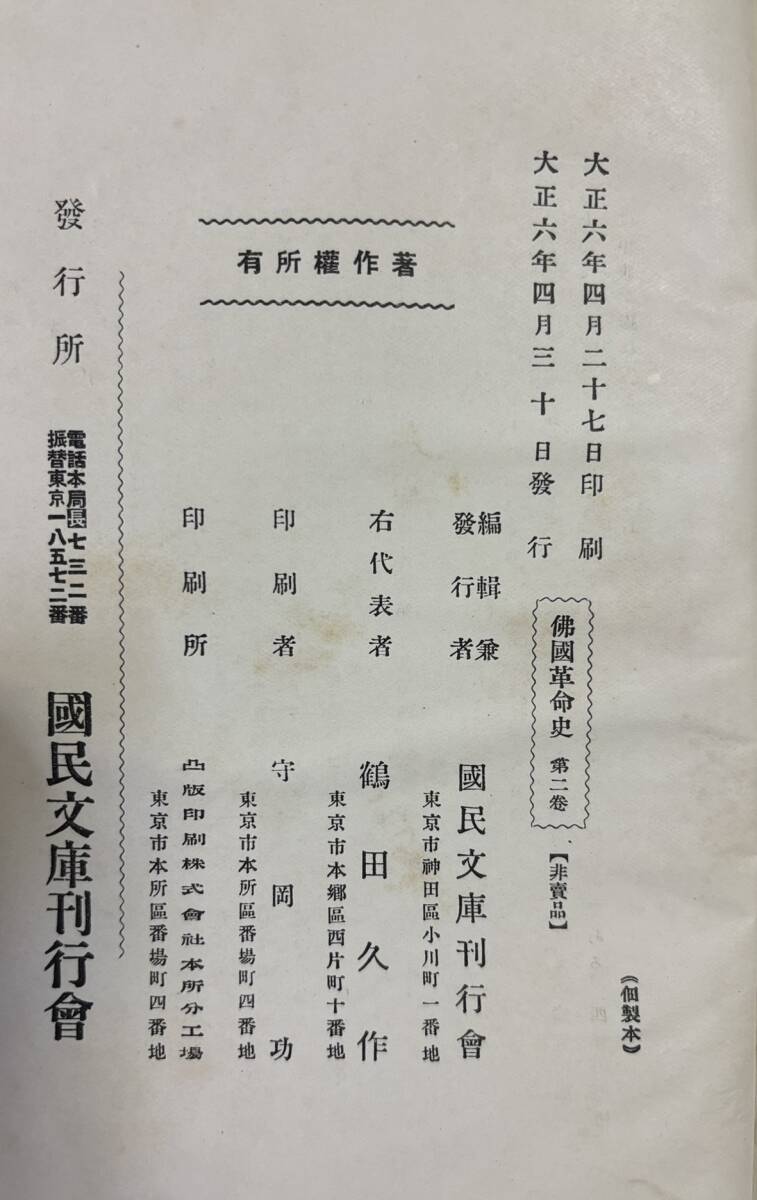 大正六年四月二十七日印刷
大正六年四月三十日發行
佛國革命史 第二卷
【非賣品】
《佃製本》
著作權所有
編輯兼
發行者
東京市神田區小川町一番地
國民文庫刊行會
右代表者
東京市本鄉區西片町十番地
鶴田久作
印刷者
東京市本所區番場町四番地
守岡功
印刷所
東京市本所區番場町四番地
凸版印刷株式會社本所分工場
發行所
電話本局長七三二番
振替東京一八五七二番
國民文庫刊行會